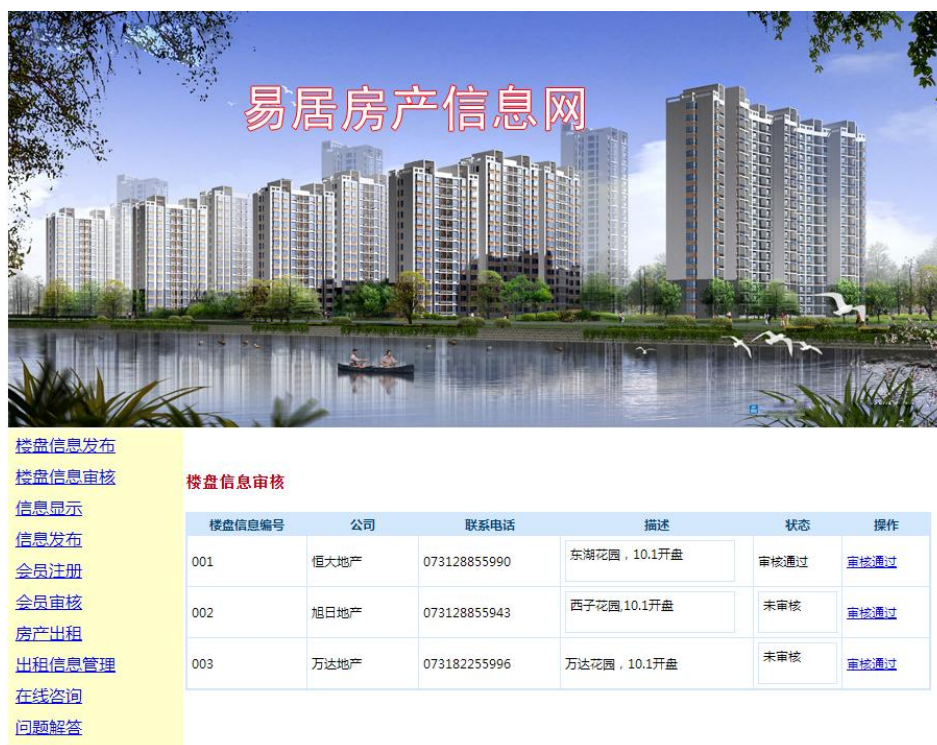 易居房产信息网
楼盘信息发布
楼盘信息审核
信息显示
信息发布
会员注册
会员审核
房产出租
出租信息管理
在线咨询
问题解答
楼盘信息审核
楼盘信息编号 公司 联系电话 描述 状态 操作
001 恒大地产 073128855990 东湖花园，10.1开盘 审核通过 审核通过
002 旭日地产 073128855943 西子花园,10.1开盘 未审核 审核通过
003 万达地产 073182255996 万达花园，10.1开盘 未审核 审核通过